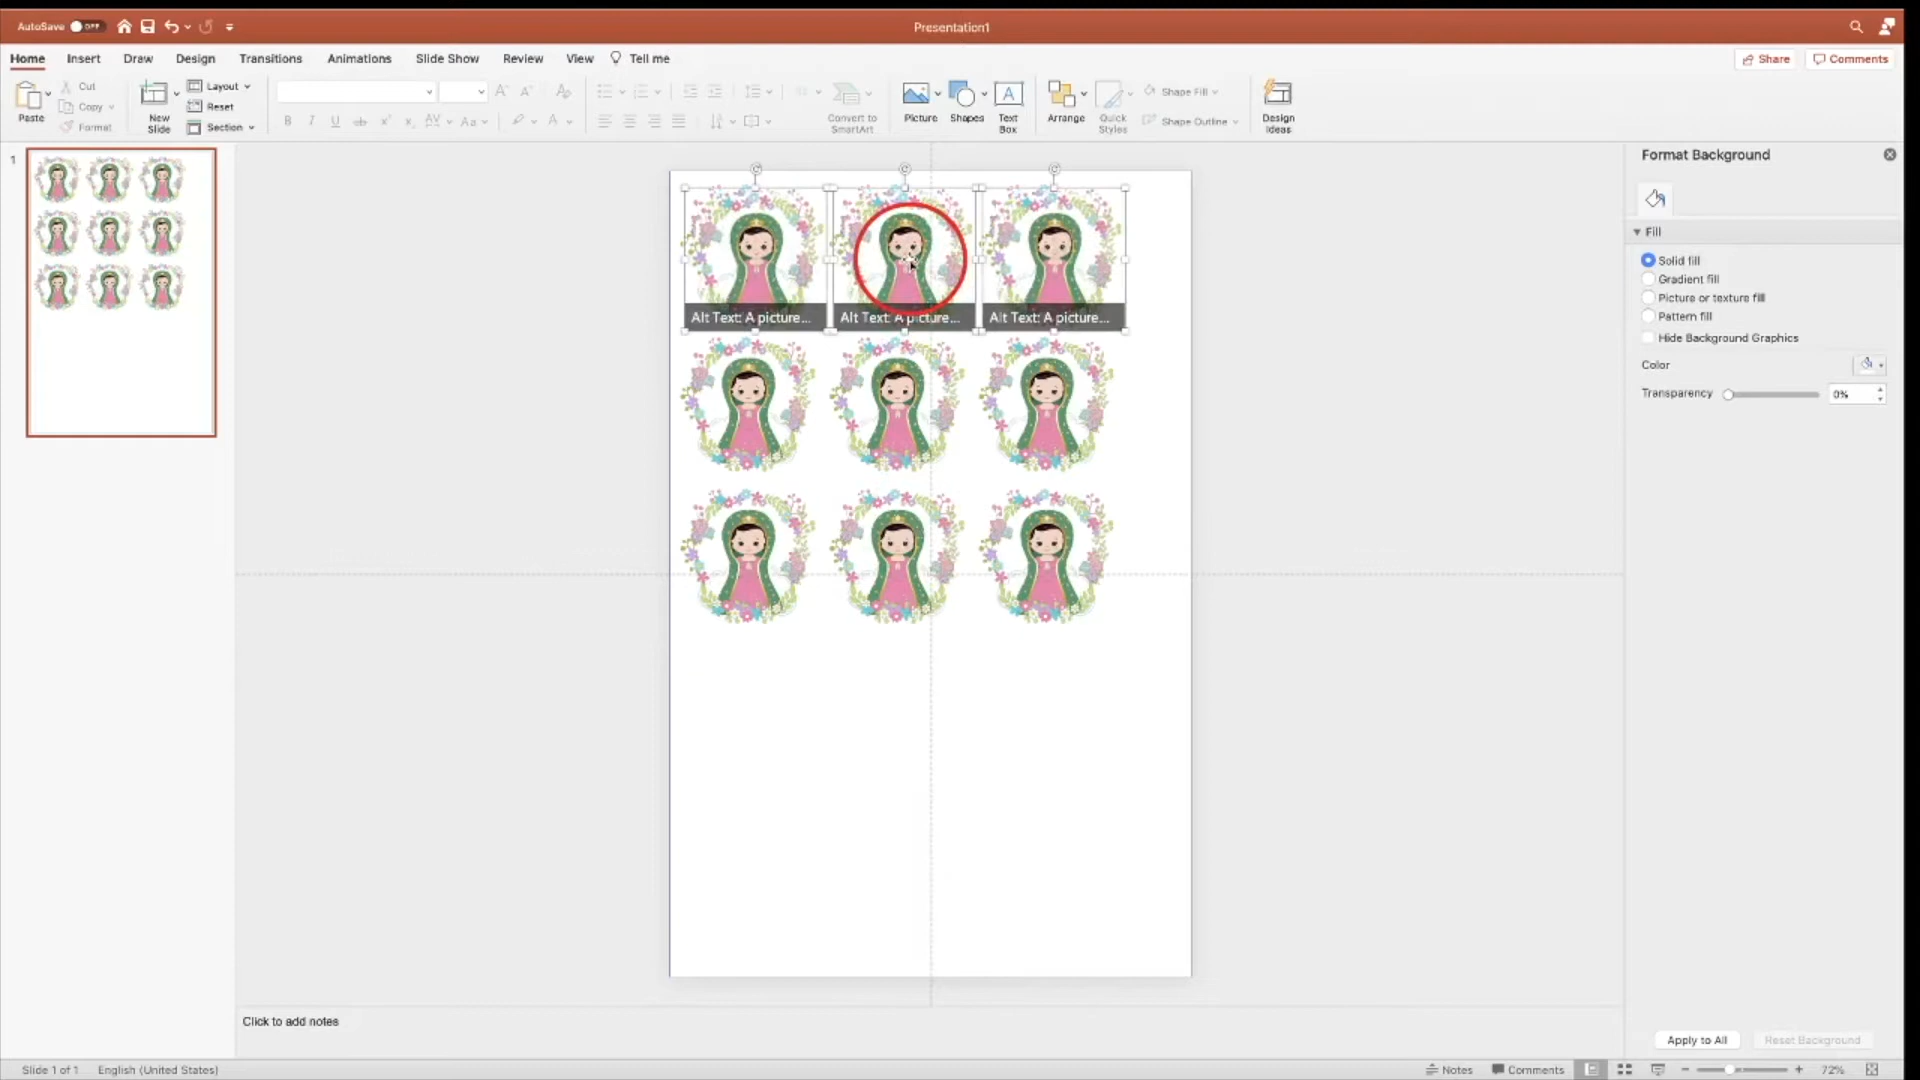 AutoSave OFF
Presentation1
Home Insert Draw Design Transitions Animations Slide Show Review View Tell me
Share Comments
Paste
Cut
Copy
Format
New Slide
Layout
Reset
Section
B I U ab x x AV Aa A
Convert to SmartArt
Picture
Shapes
A
Text Box
Arrange
Quick Styles
Shape Fill
Shape Outline
Design Ideas
1
Alt Text: A picture...
Alt Text: A picture...
Alt Text: A picture...
Format Background
Fill
Solid fill
Gradient fill
Picture or texture fill
Pattern fill
Hide Background Graphics
Color
Transparency 0%
Click to add notes
Apply to All Reset Background
Slide 1 of 1 English (United States)
Notes Comments 72%